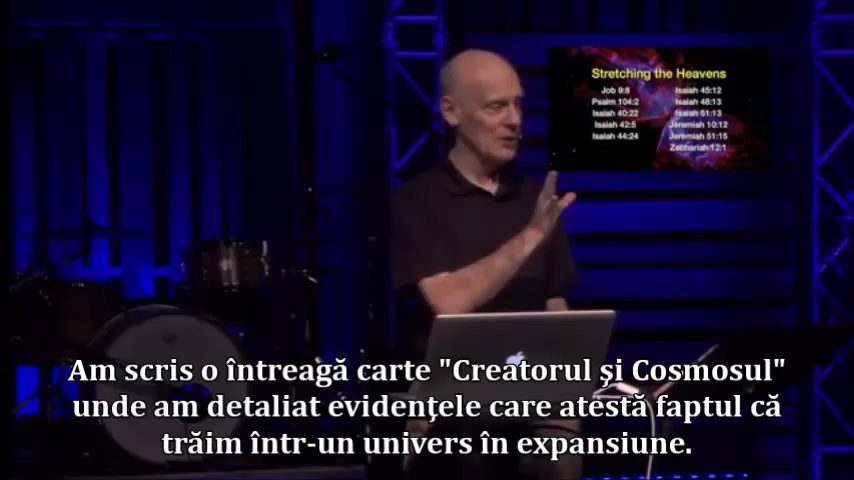 Stretching the Heavens
Job 9:8
Psalm 104:2
Isaiah 40:22
Isaiah 42:5
Isaiah 44:24
Isaiah 45:12
Isaiah 48:13
Isaiah 51:13
Jeremiah 10:12
Jeremiah 51:15
Zechariah 12:1
Am scris o întreagă carte "Creatorul și Cosmosul"
unde am detaliat evidenţele care atestă faptul că
trăim într-un univers în expansiune.